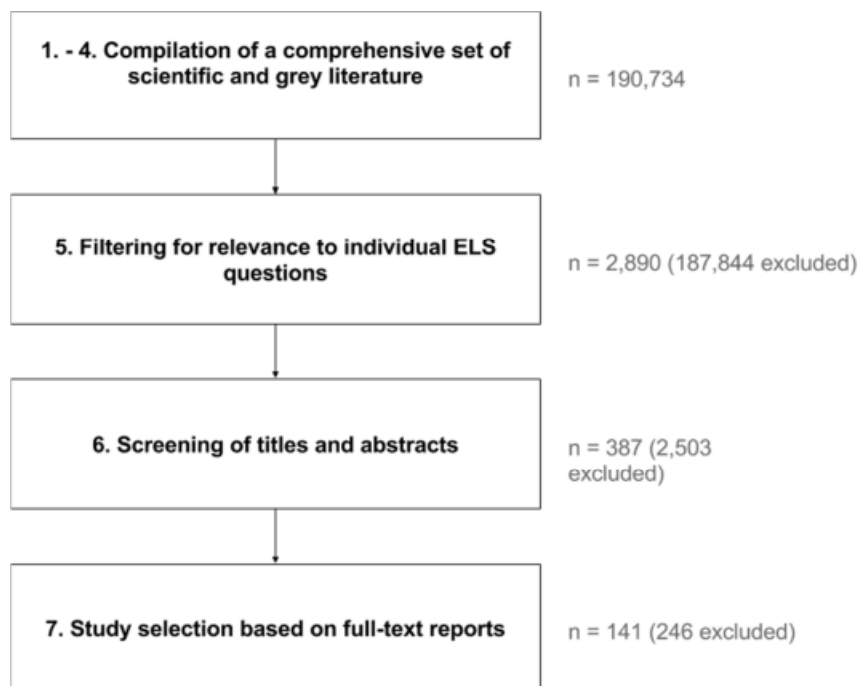 1. - 4. Compilation of a comprehensive set of
scientific and grey literature
n = 190,734
5. Filtering for relevance to individual ELS
questions
n = 2,890 (187,844 excluded)
6. Screening of titles and abstracts
n = 387 (2,503
excluded)
7. Study selection based on full-text reports
n = 141 (246 excluded)